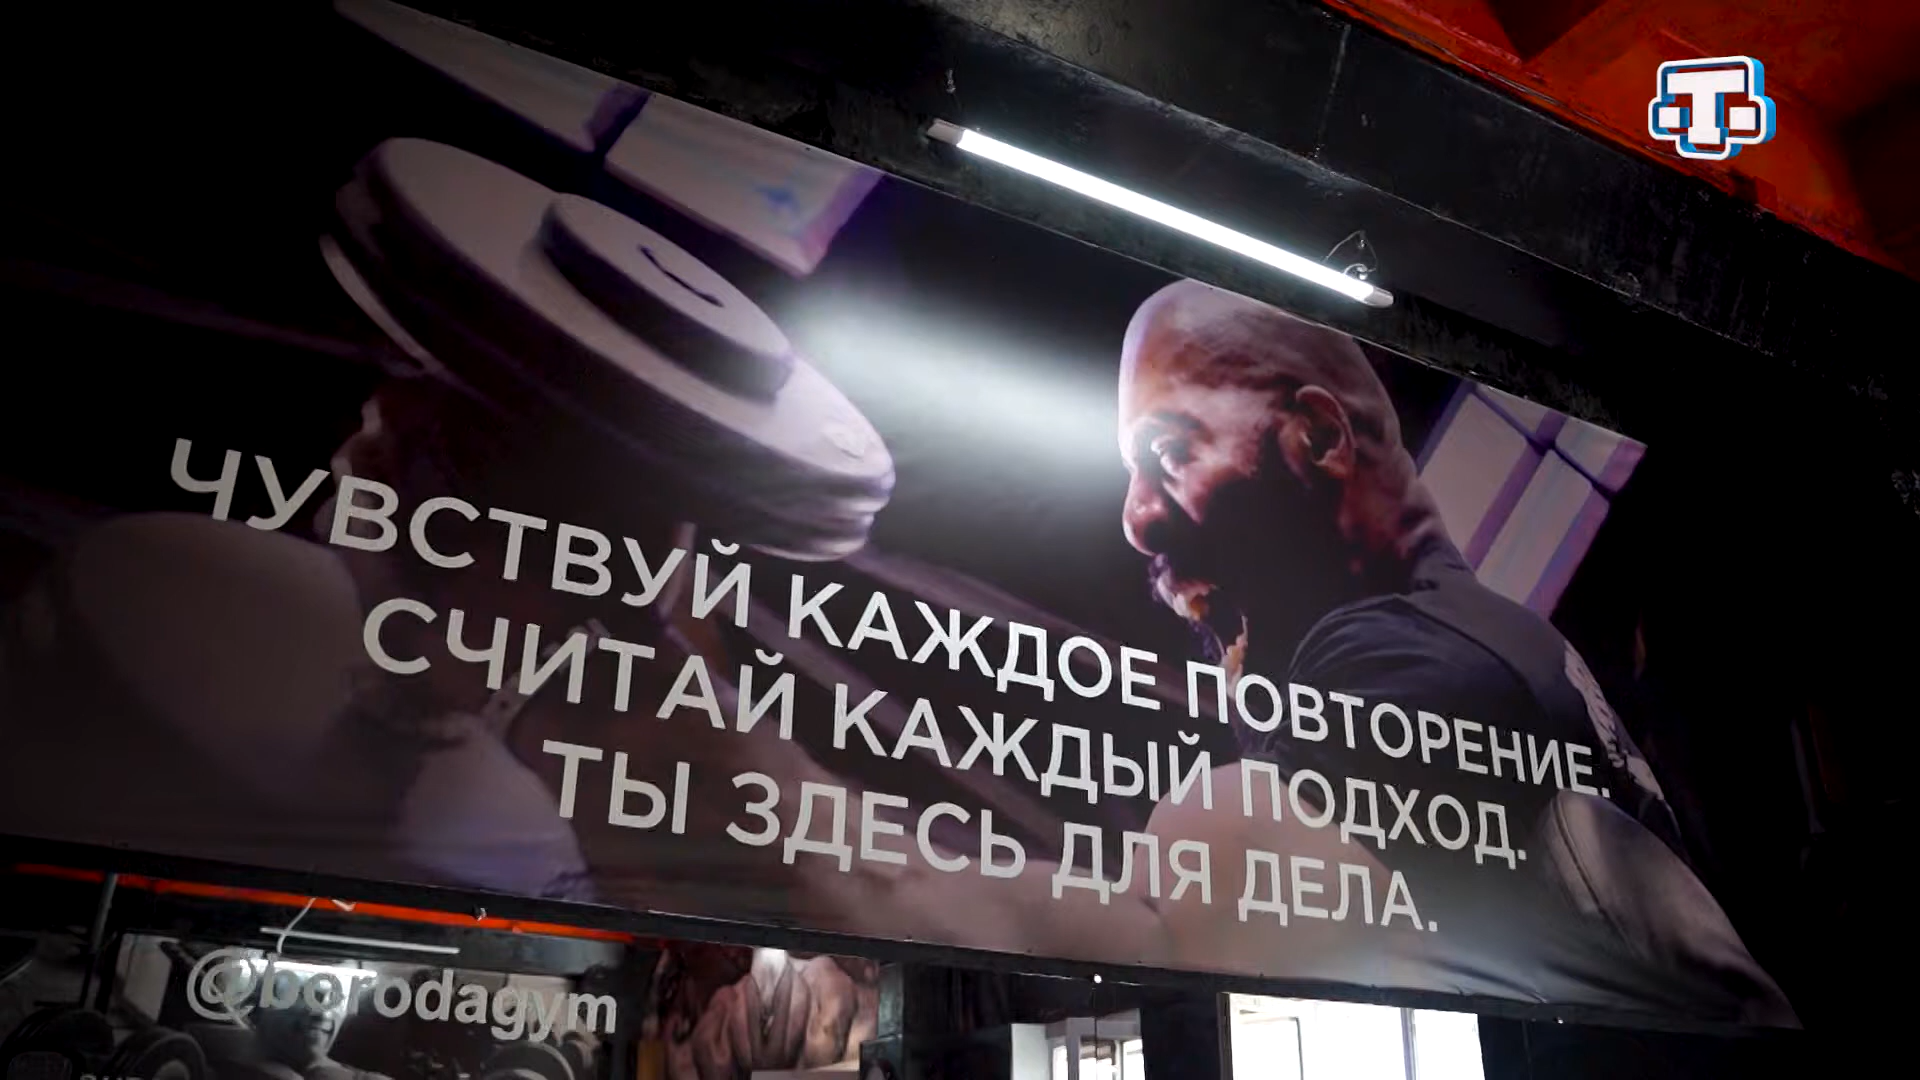 Т
ЧУВСТВУЙ КАЖДОЕ ПОВТОРЕНИЕ.
СЧИТАЙ КАЖДЫЙ ПОДХОД.
ТЫ ЗДЕСЬ ДЛЯ ДЕЛА.
@borodagym